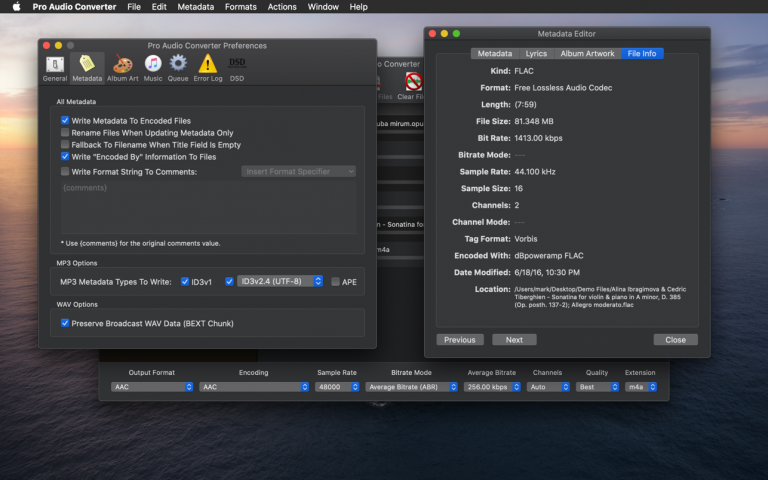 Pro Audio Converter File Edit Metadata Formats Actions Window Help
Pro Audio Converter Preferences
General Metadata Album Art Music Queue Error Log DSD
DSD
All Metadata
Write Metadata To Encoded Files
Rename Files When Updating Metadata Only
Fallback To Filename When Title Field Is Empty
Write "Encoded By" Information To Files
Write Format String To Comments: Insert Format Specifier
{comments}
* Use {comments} for the original comments value.
MP3 Options
MP3 Metadata Types To Write: ID3v1 ID3v2.4 (UTF-8) APE
WAV Options
Preserve Broadcast WAV Data (BEXT Chunk)
Converter
Files Clear Fil
uba mirum.opu
n - Sonatina fo
m4a
Metadata Editor
Metadata Lyrics Album Artwork File Info
Kind: FLAC
Format: Free Lossless Audio Codec
Length: (7:59)
File Size: 81.348 MB
Bit Rate: 1413.00 kbps
Bitrate Mode: ---
Sample Rate: 44.100 kHz
Sample Size: 16
Channels: 2
Channel Mode: ---
Tag Format: Vorbis
Encoded With: dBpoweramp FLAC
Date Modified: 6/18/16, 10:30 PM
Location: /Users/mark/Desktop/Demo Files/Alina Ibragimova & Cedric
Tiberghien - Sonatina for violin & piano in A minor, D. 385
(Op. posth. 137-2); Allegro moderato.flac
Previous Next Close
Output Format Encoding Sample Rate Bitrate Mode Average Bitrate Channels Quality Extension
AAC AAC 48000 Average Bitrate (ABR) 256.00 kbps Auto Best m4a